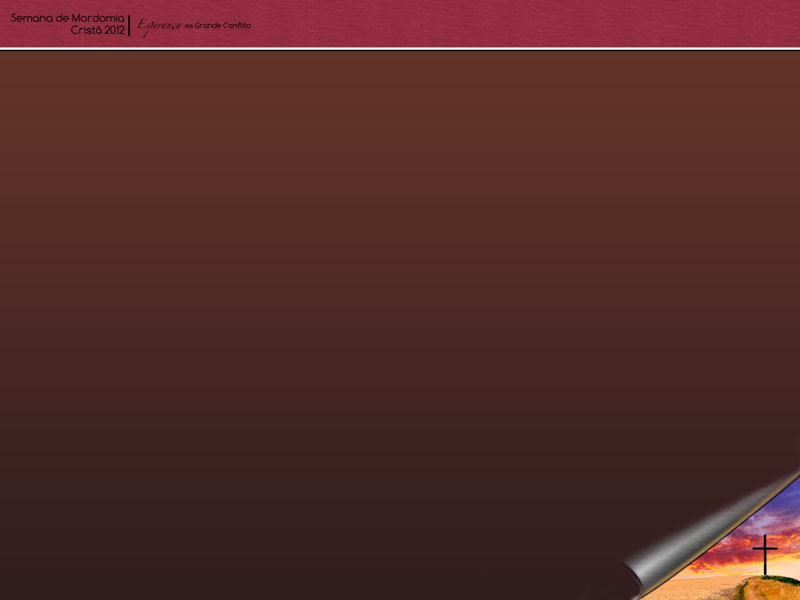 Semana de Mordomia
Cristã 2012
Esperança no Grande Conflito